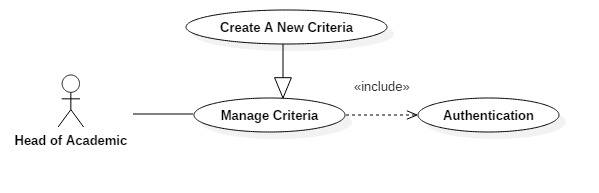 Create A New Criteria
«include»
Head of Academic
Manage Criteria
Authentication